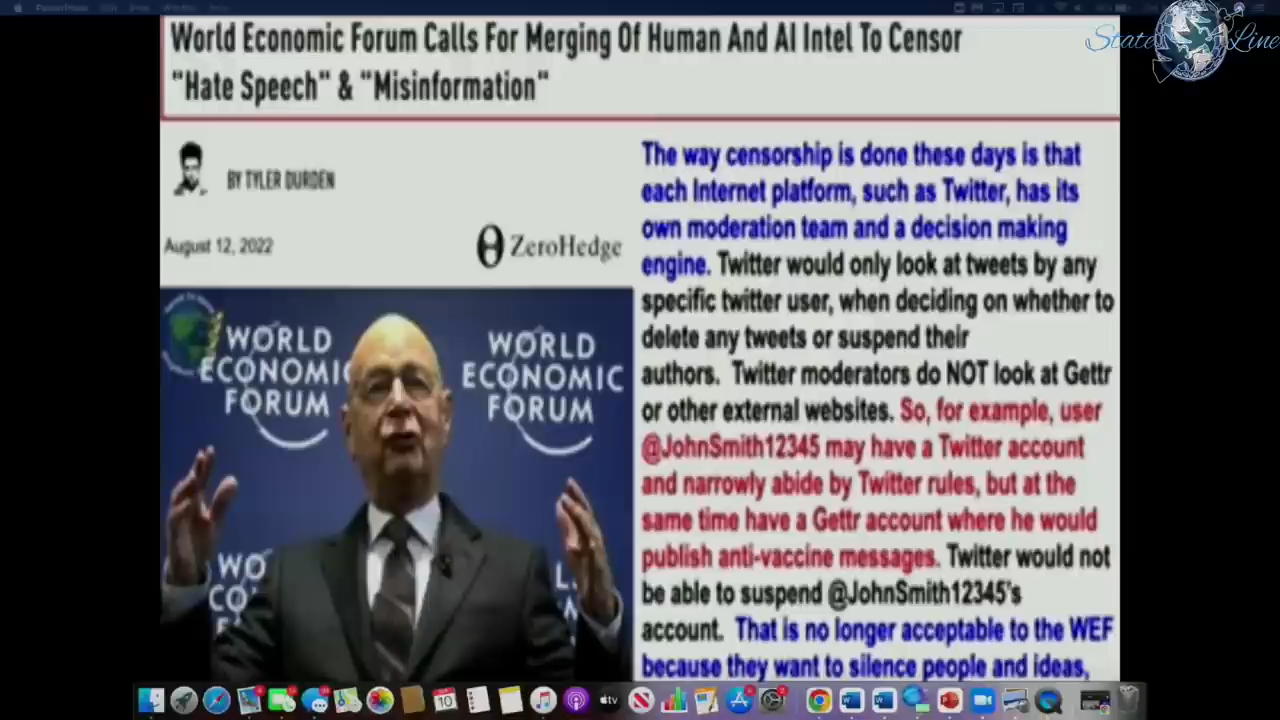 World Economic Forum Calls For Merging Of Human And AI Intel To Censor
"Hate Speech" & "Misinformation"
State Line
BY TYLER DURDEN
August 12, 2022
ZeroHedge
WORLD
ECONOMIC
FORUM
WORLD
ECONOMIC
FORUM
WO
CO
The way censorship is done these days is that
each Internet platform, such as Twitter, has its
own moderation team and a decision making
engine. Twitter would only look at tweets by any
specific twitter user, when deciding on whether to
delete any tweets or suspend their
authors. Twitter moderators do NOT look at Gettr
or other external websites. So, for example, user
@JohnSmith12345 may have a Twitter account
and narrowly abide by Twitter rules, but at the
same time have a Gettr account where he would
publish anti-vaccine messages. Twitter would not
be able to suspend @JohnSmith12345's
account. That is no longer acceptable to the WEF
because they want to silence people and ideas,
tv